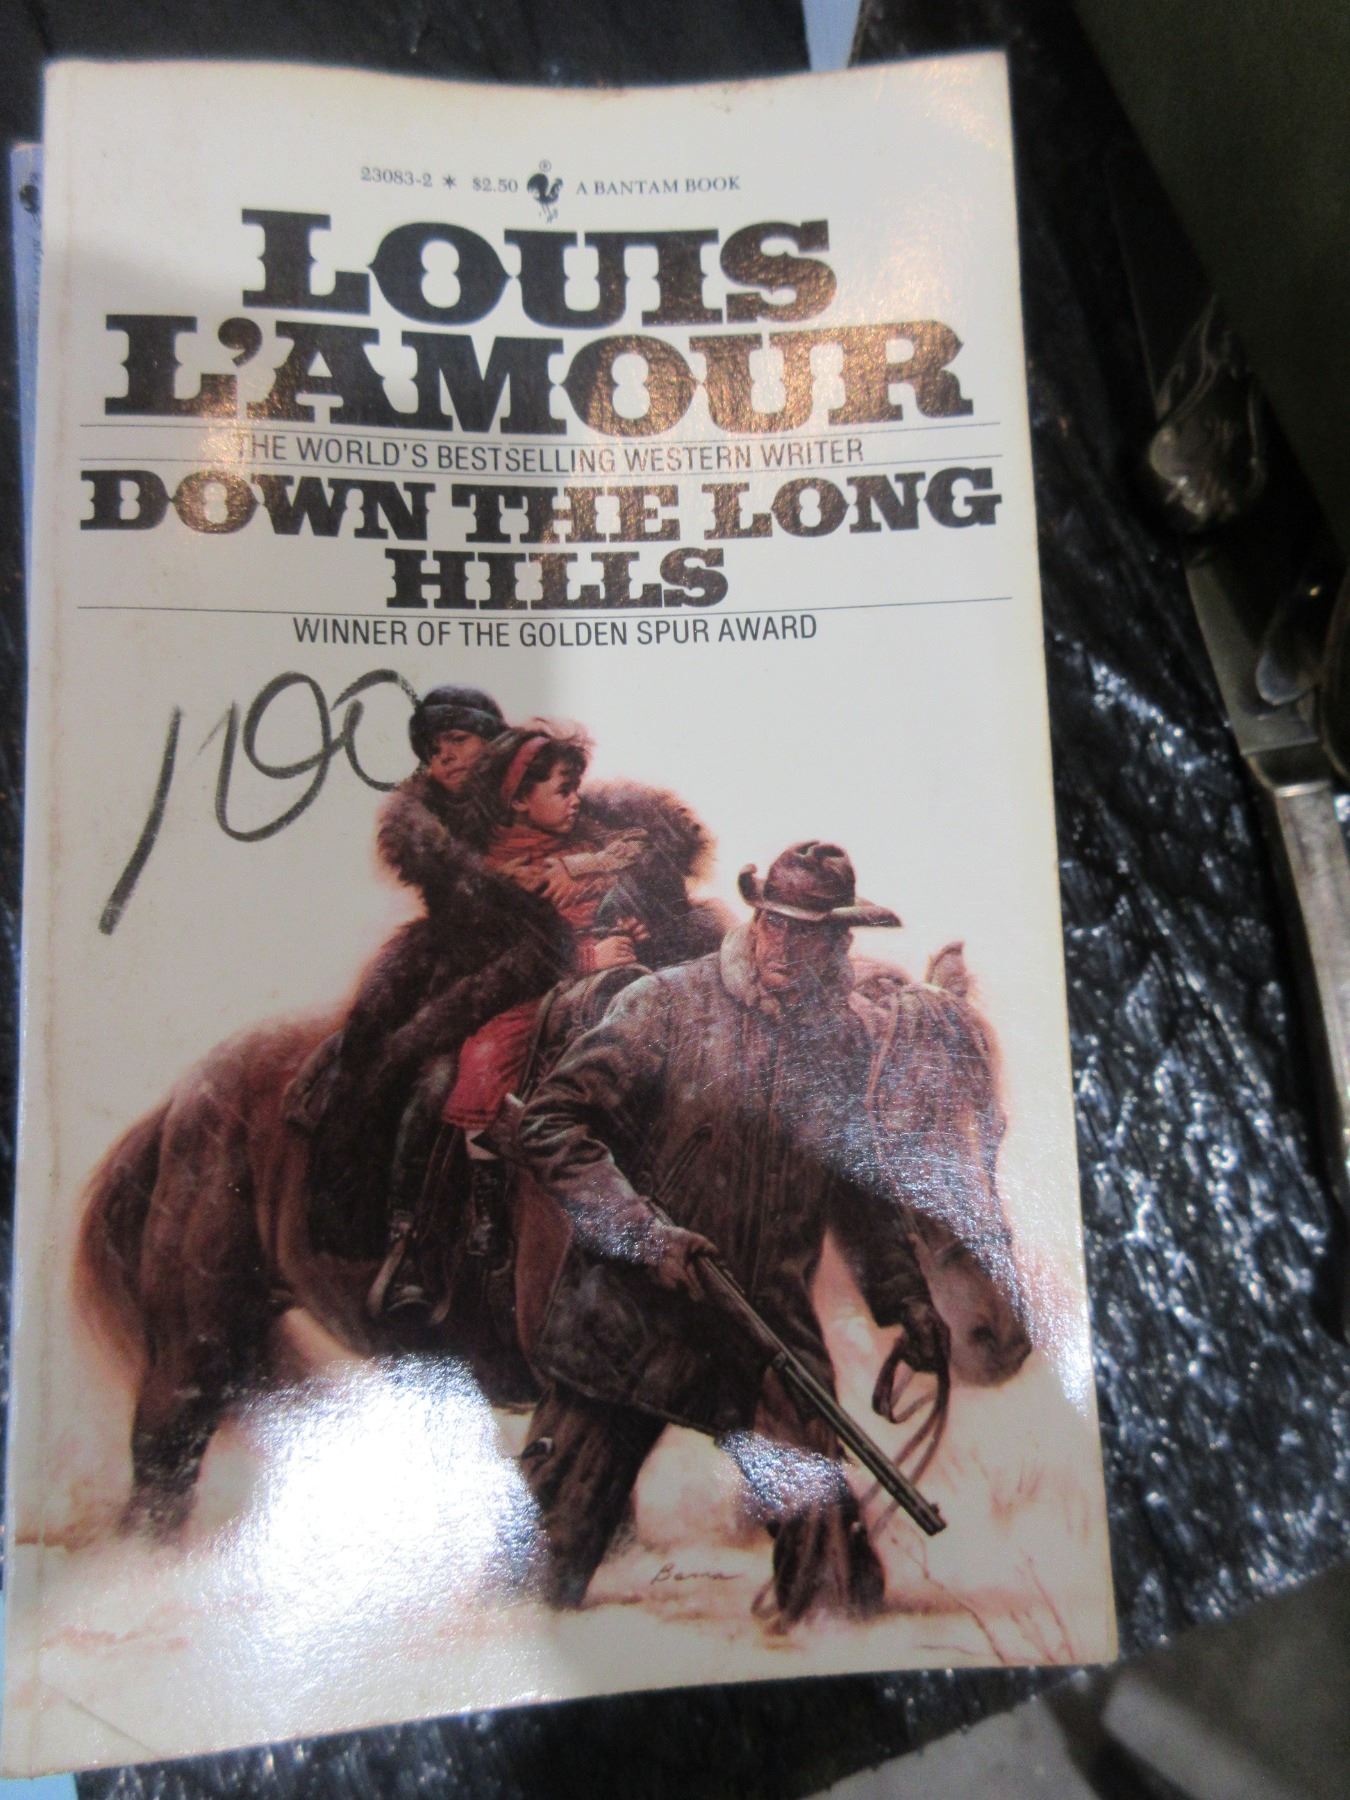 23083-2 * $2.50 ® A BANTAM BOOK
LOUIS
L'AMOUR
THE WORLD'S BESTSELLING WESTERN WRITER
DOWN THE LONG
HILLS
WINNER OF THE GOLDEN SPUR AWARD
100
Bama